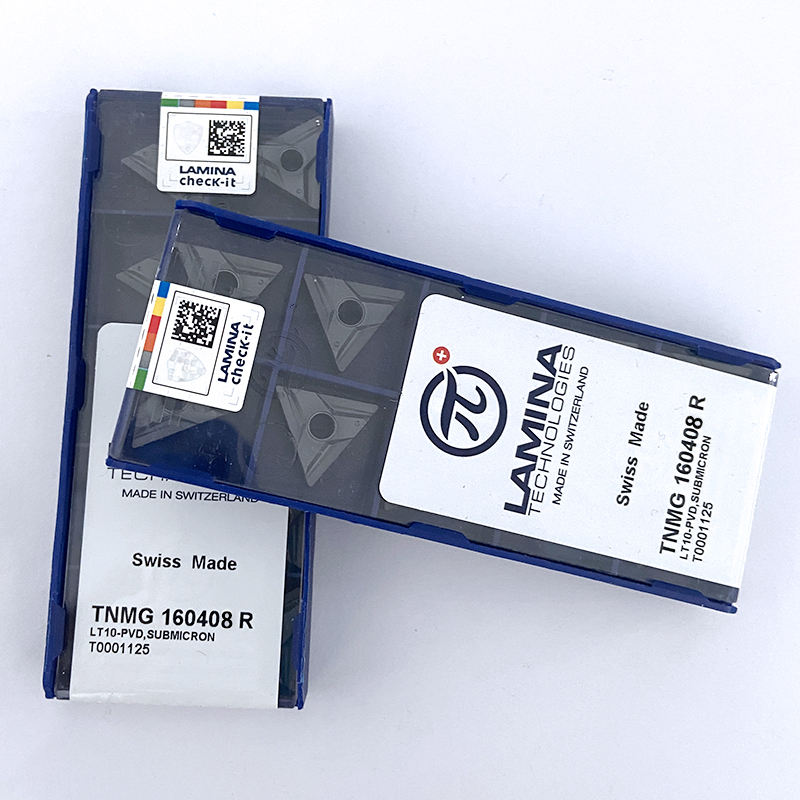 LAMINA
checK-it
MADE IN SWITZERLAND
Swiss Made
TNMG 160408 R
LT10-PVD,SUBMICRON
T0001125
LAMINA
checK-it
π
LAMINA
TECHNOLOGIES
MADE IN SWITZERLAND
Swiss Made
TNMG 160408 R
LT10-PVD,SUBMICRON
T0001125